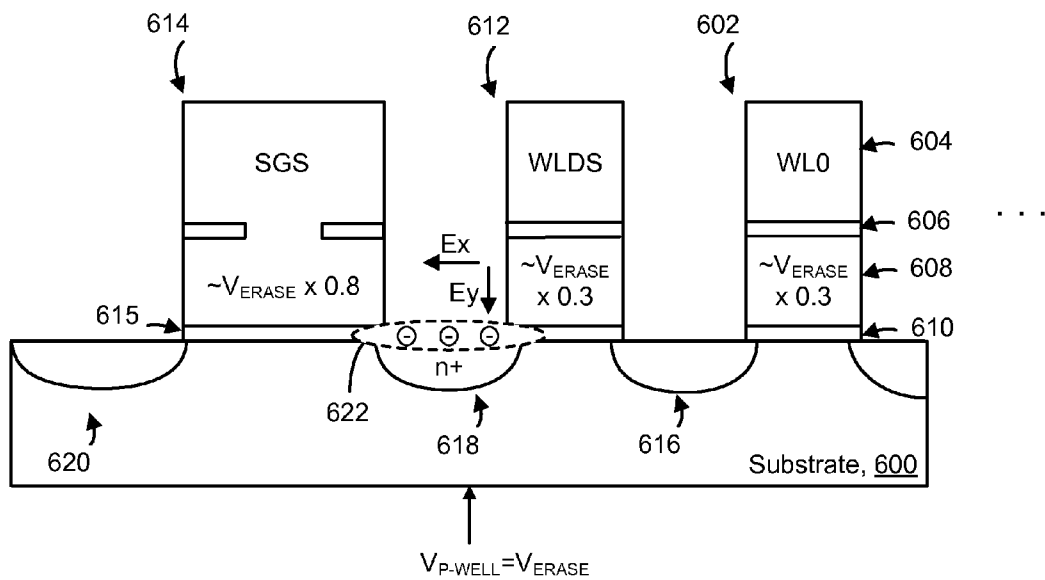 614
612
602
SGS
WLDS
WL0
604
606
. . .
Ex
Ey
~VERASE x 0.8
~VERASE
x 0.3
~VERASE
x 0.3
608
615
610
- - -
n+
622
620
618
616
Substrate, 600
VP-WELL=VERASE